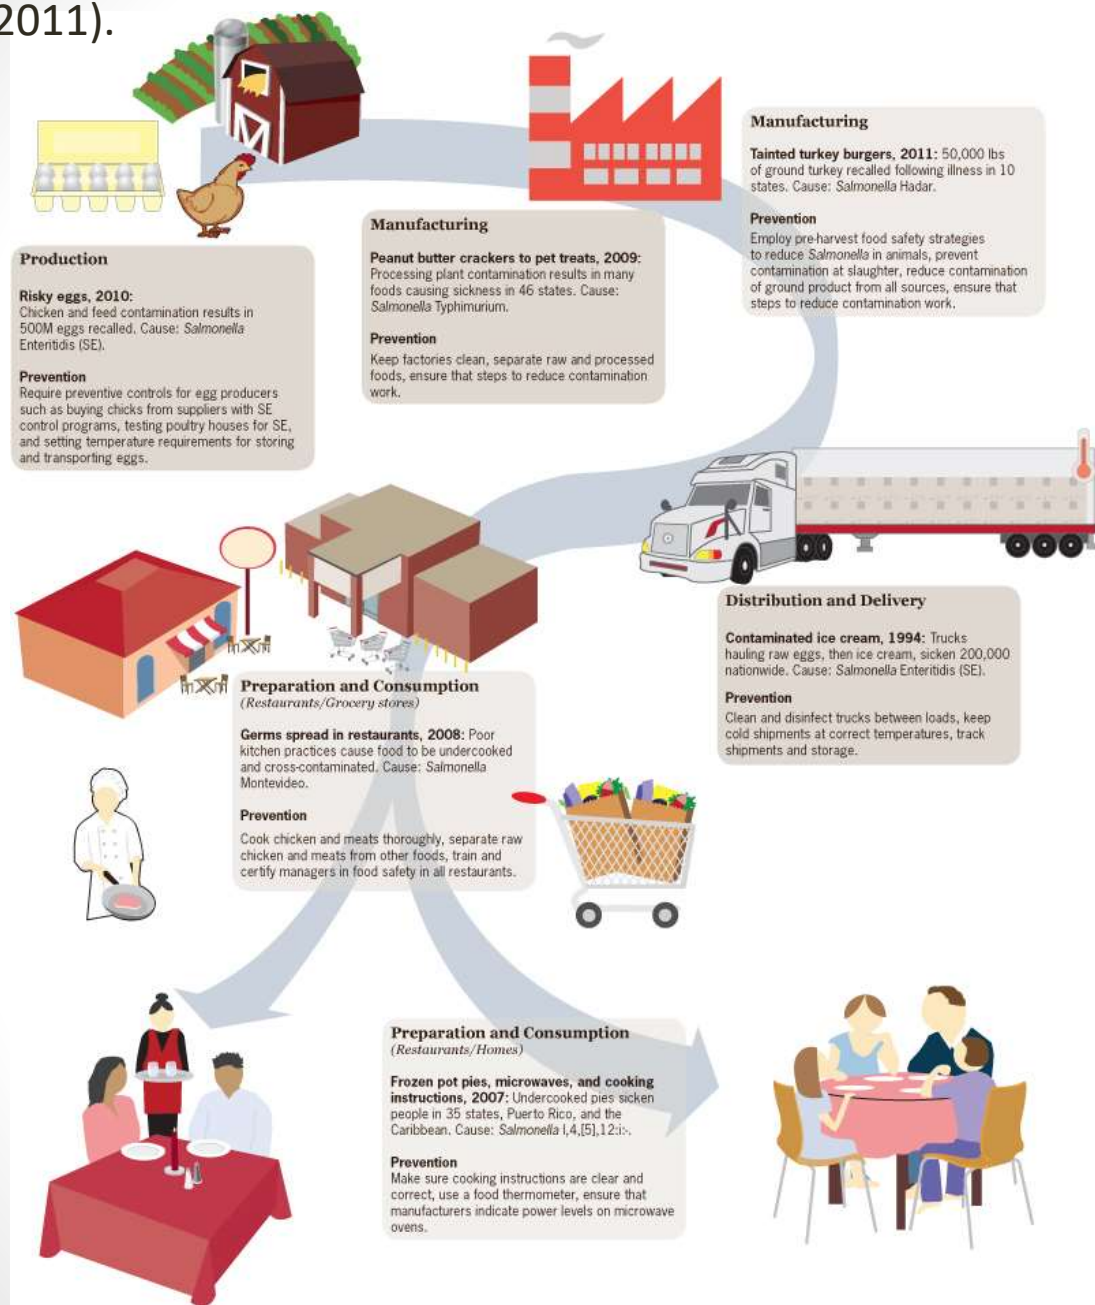 2011).
Production
Risky eggs, 2010:
Chicken and feed contamination results in
500M eggs recalled. Cause: Salmonella
Enteritidis (SE).
Prevention
Require preventive controls for egg producers
such as buying chicks from suppliers with SE
control programs, testing poultry houses for SE,
and setting temperature requirements for storing
and transporting eggs.
Manufacturing
Peanut butter crackers to pet treats, 2009:
Processing plant contamination results in many
foods causing sickness in 46 states. Cause:
Salmonella Typhimurium.
Prevention
Keep factories clean, separate raw and processed
foods, ensure that steps to reduce contamination
work.
Manufacturing
Tainted turkey burgers, 2011: 50,000 lbs
of ground turkey recalled following illness in 10
states. Cause: Salmonella Hadar.
Prevention
Employ pre-harvest food safety strategies
to reduce Salmonella in animals, prevent
contamination at slaughter, reduce contamination
of ground product from all sources, ensure that
steps to reduce contamination work.
Distribution and Delivery
Contaminated ice cream, 1994: Trucks
hauling raw eggs, then ice cream, sicken 200,000
nationwide. Cause: Salmonella Enteritidis (SE).
Prevention
Clean and disinfect trucks between loads, keep
cold shipments at correct temperatures, track
shipments and storage.
Preparation and Consumption
(Restaurants/Grocery stores)
Germs spread in restaurants, 2008: Poor
kitchen practices cause food to be undercooked
and cross-contaminated. Cause: Salmonella
Montevideo.
Prevention
Cook chicken and meats thoroughly, separate raw
chicken and meats from other foods, train and
certify managers in food safety in all restaurants.
Preparation and Consumption
(Restaurants/Homes)
Frozen pot pies, microwaves, and cooking
instructions, 2007: Undercooked pies sicken
people in 35 states, Puerto Rico, and the
Caribbean. Cause: Salmonella I,4,[5],12:i:-.
Prevention
Make sure cooking instructions are clear and
correct, use a food thermometer, ensure that
manufacturers indicate power levels on microwave
ovens.